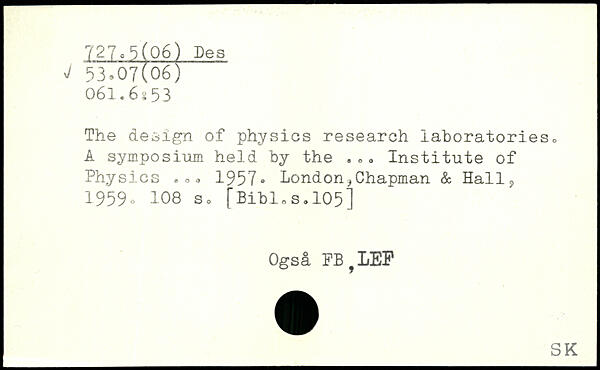 727.5(06) Des
√ 53.07(06)
061.6:53
The design of physics research laboratories.
A symposium held by the ... Institute of
Physics ... 1957. London, Chapman & Hall,
1959. 108 s. [Bibl.s.105]
Også FB, LEF
SK